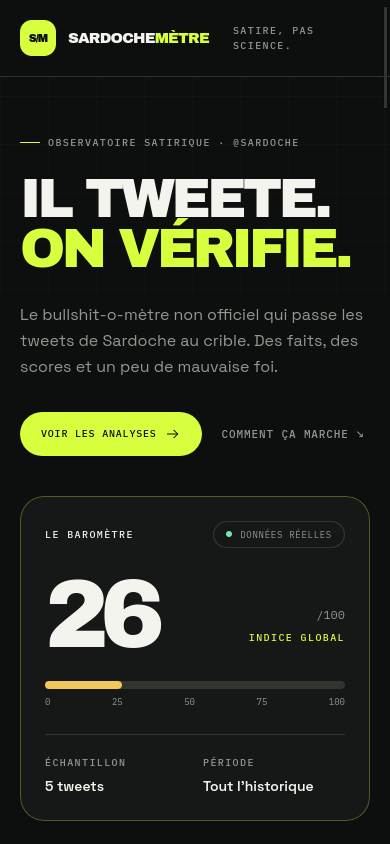 S/M
SARDOCHEMÈTRE
SATIRE, PAS
SCIENCE.
OBSERVATOIRE SATIRIQUE · @SARDOCHE
IL TWEETE.
ON VÉRIFIE.
Le bullshit-o-mètre non officiel qui passe les
tweets de Sardoche au crible. Des faits, des
scores et un peu de mauvaise foi.
VOIR LES ANALYSES →
COMMENT ÇA MARCHE ↘
LE BAROMÈTRE
DONNÉES RÉELLES
26
/100
INDICE GLOBAL
0 25 50 75 100
ÉCHANTILLON
5 tweets
PÉRIODE
Tout l'historique